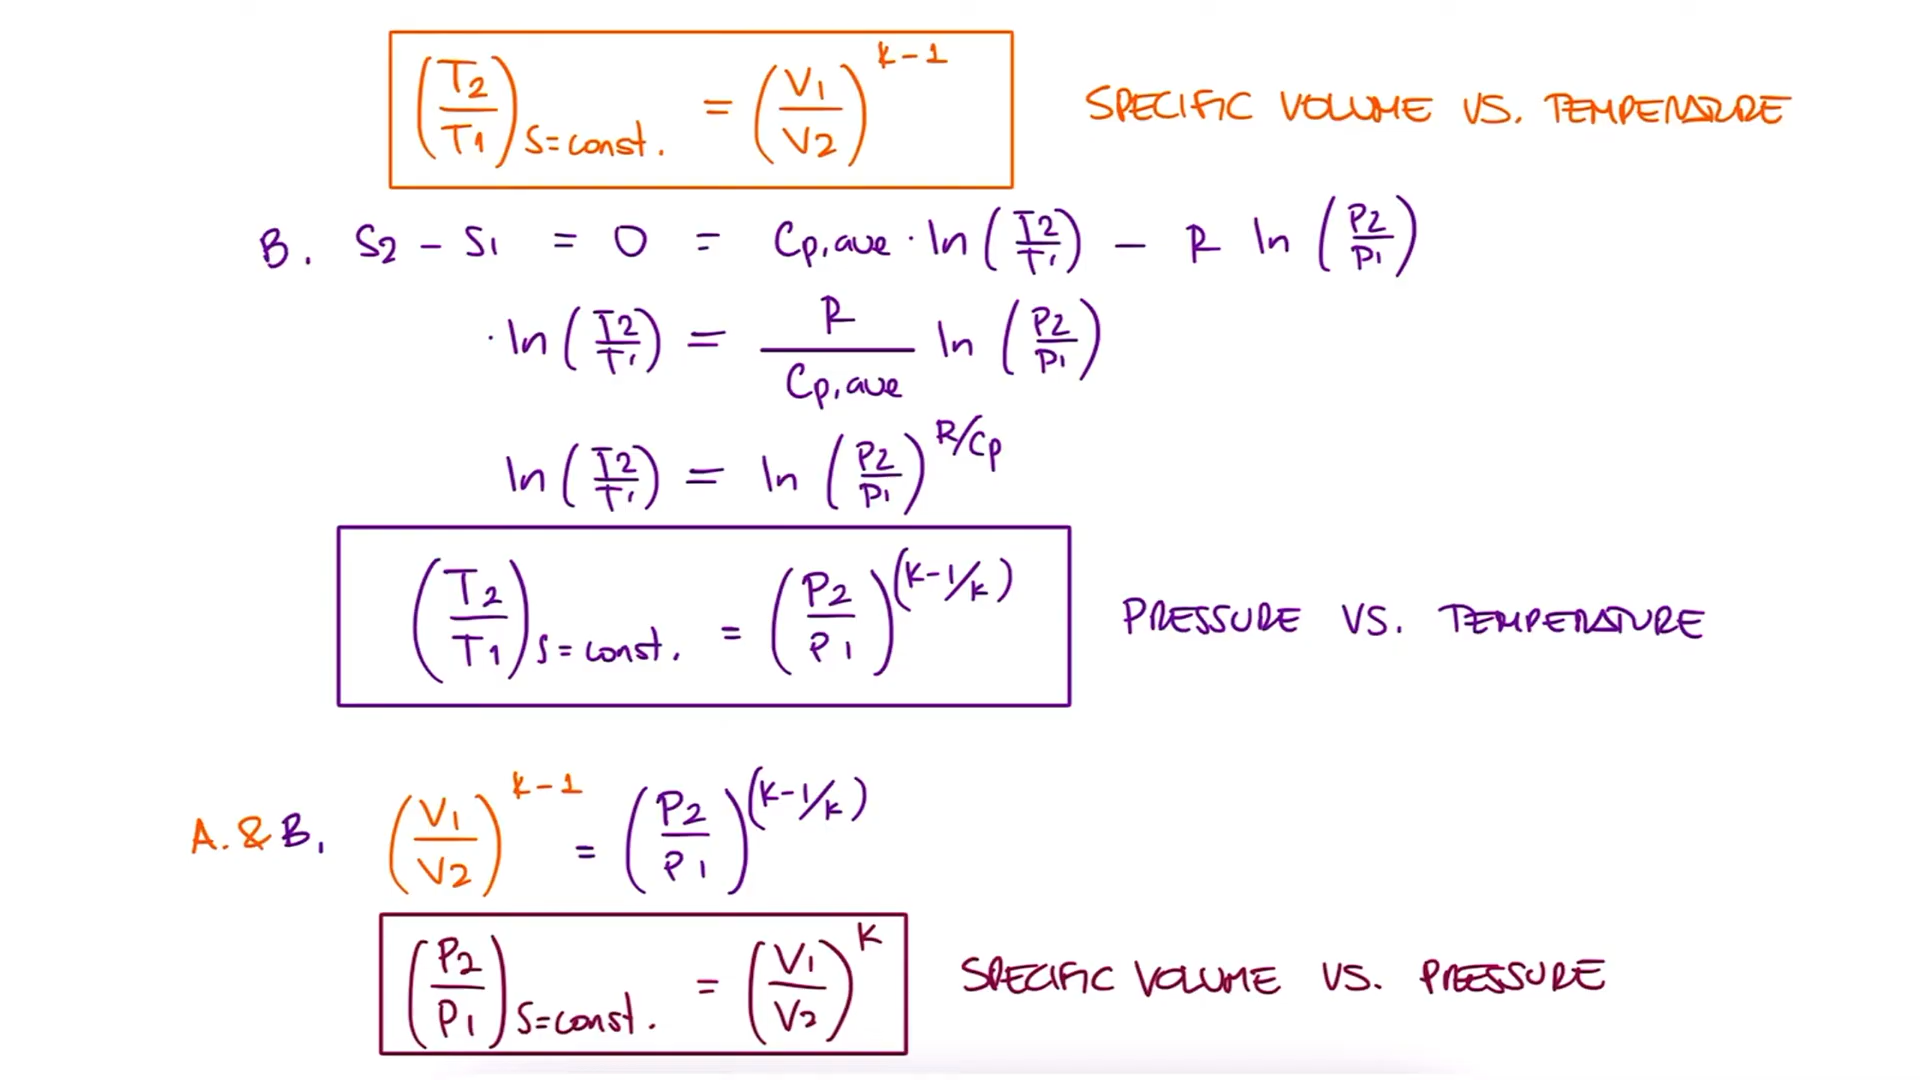 (T2/T1)s=const. = (V1/V2)^k-1 SPECIFIC VOLUME VS. TEMPERATURE
B. S2 - S1 = 0 = Cp,ave · ln (T2/T1) - R ln (P2/P1)
· ln (T2/T1) = R/Cp,ave ln (P2/P1)
ln (T2/T1) = ln (P2/P1)^R/Cp
(T2/T1)s=const. = (P2/P1)^(k-1/k) PRESSURE VS. TEMPERATURE
A. & B. (V1/V2)^k-1 = (P2/P1)^(k-1/k)
(P2/P1)s=const. = (V1/V2)^k SPECIFIC VOLUME VS. PRESSURE